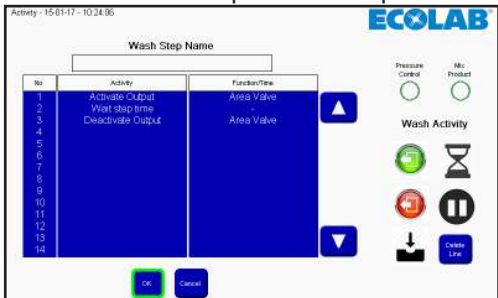 Activity - 15-01-17 - 10:24:06
ECOLAB
Wash Step Name
Pressure Control
Mix Product
No Activity Function/Time
1 Activate Output Area Valve
2 Wait step time -
3 Deactivate Output Area Valve
4
5
6
7
8
9
10
11
12
13
14
Wash Activity
Delete Line
OK Cancel